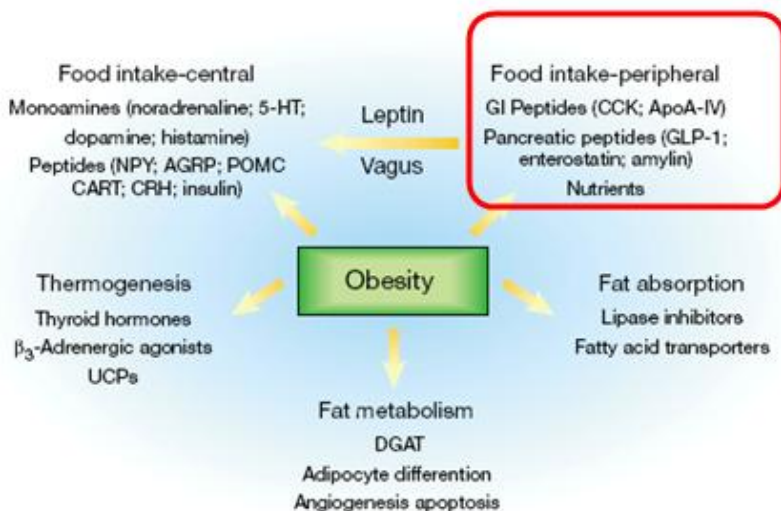 Food intake-central
Monoamines (noradrenaline; 5-HT;
dopamine; histamine)
Peptides (NPY; AGRP; POMC
CART; CRH; insulin)
Leptin
Vagus
Food intake-peripheral
GI Peptides (CCK; ApoA-IV)
Pancreatic peptides (GLP-1;
enterostatin; amylin)
Nutrients
Obesity
Thermogenesis
Thyroid hormones
β3-Adrenergic agonists
UCPs
Fat absorption
Lipase inhibitors
Fatty acid transporters
Fat metabolism
DGAT
Adipocyte differention
Angiogenesis apoptosis